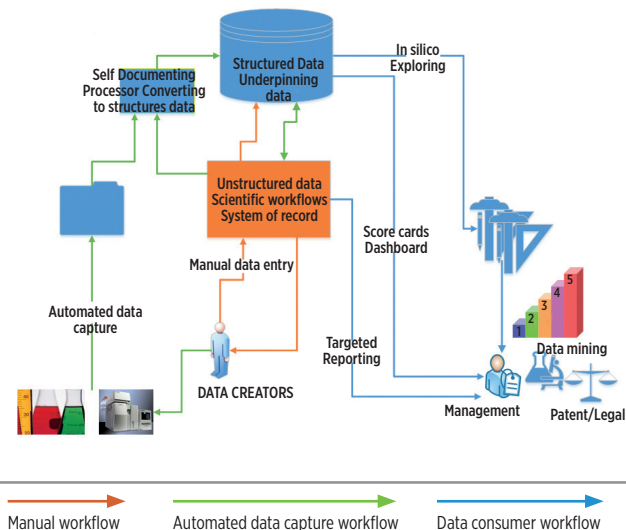 In silico
Exploring
Structured Data
Underpinning
data
Self Documenting
Processor Converting
to structures data
Unstructured data
Scientific workflows
System of record
Score cards
Dashboard
Manual data entry
Automated data
capture
Targeted
Reporting
1
2
3
4
5
Data mining
DATA CREATORS
Management
Patent/Legal
Manual workflow
Automated data capture workflow
Data consumer workflow